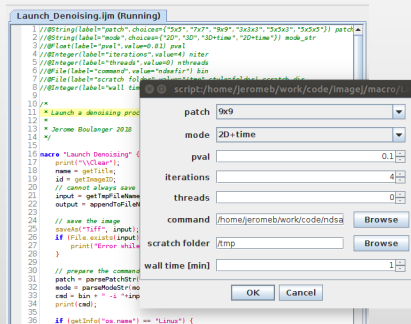 Launch_Denoising.ijm (Running)
1 //@String(label="patch",choices={"5x5","7x7","9x9","3x3x3","5x5x3","5x5x5"}) patch
2 //@String(label="mode",choices={"2D","3D","3D+time","2D+time"}) mode_str
3 //@Float(label="pval",value=0.01) pval
4 //@Integer(label="iterations",value=4) niter
5 //@Integer(label="threads",value=0) nthreads
6 //@File(label="command",value="ndsafir") bin
7 //@File(label="scratch folder"
8 //@Integer(label="wall time
9
10 /*
11 * Launch a denoising proc
12 *
13 * Jerome Boulanger 2018
14 */
15
16 macro "Launch Denoising" {
17 print("\\Clear");
18 name = getTitle;
19 id = getImageID;
20 // cannot always save
21 input = getTmpFileName
22 output = appendToFileN
23
24 // save the image
25 saveAs("Tiff", input);
26 if (File.exists(input)
27 print("Error while
28 }
29
30 // prepare the command
31 patch = parsePatchStr(
32 mode = parseModeStr(mo
33 cmd = bin + " -i "+inp
34 print(cmd);
35
36 if (getInfo("os.name") == "Linux") {
script:/home/jeromeb/work/code/imagej/macro/
patch 9x9
mode 2D+time
pval 0.1
iterations 4
threads 0
command /home/jeromeb/work/code/ndsa Browse
scratch folder /tmp Browse
wall time [min] 1
OK Cancel